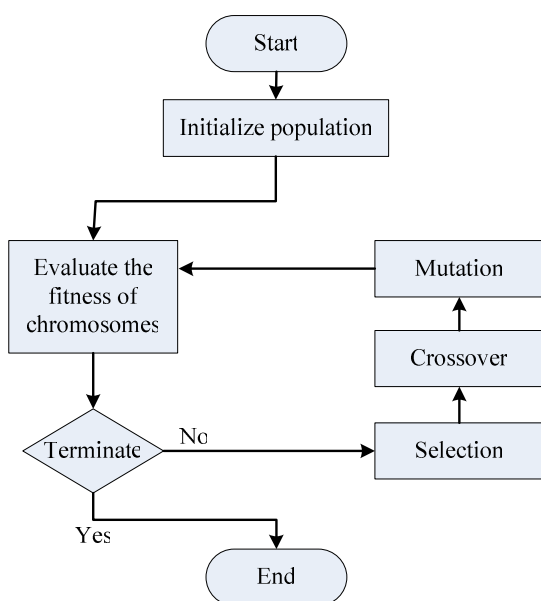 Start
Initialize population
Evaluate the
fitness of
chromosomes
Mutation
Crossover
Terminate
No
Selection
Yes
End